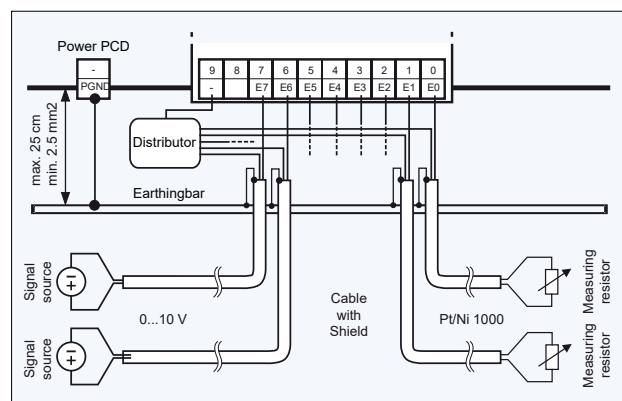 Power PCD
-
PGND
9 8 7 6 5 4 3 2 1 0
- E7 E6 E5 E4 E3 E2 E1 E0
max. 25 cm
min. 2.5 mm2
Distributor
Earthingbar
Signal
source
0...10 V
Cable
with
Shield
Pt/Ni 1000
Measuring
resistor
Signal
source
Measuring
resistor